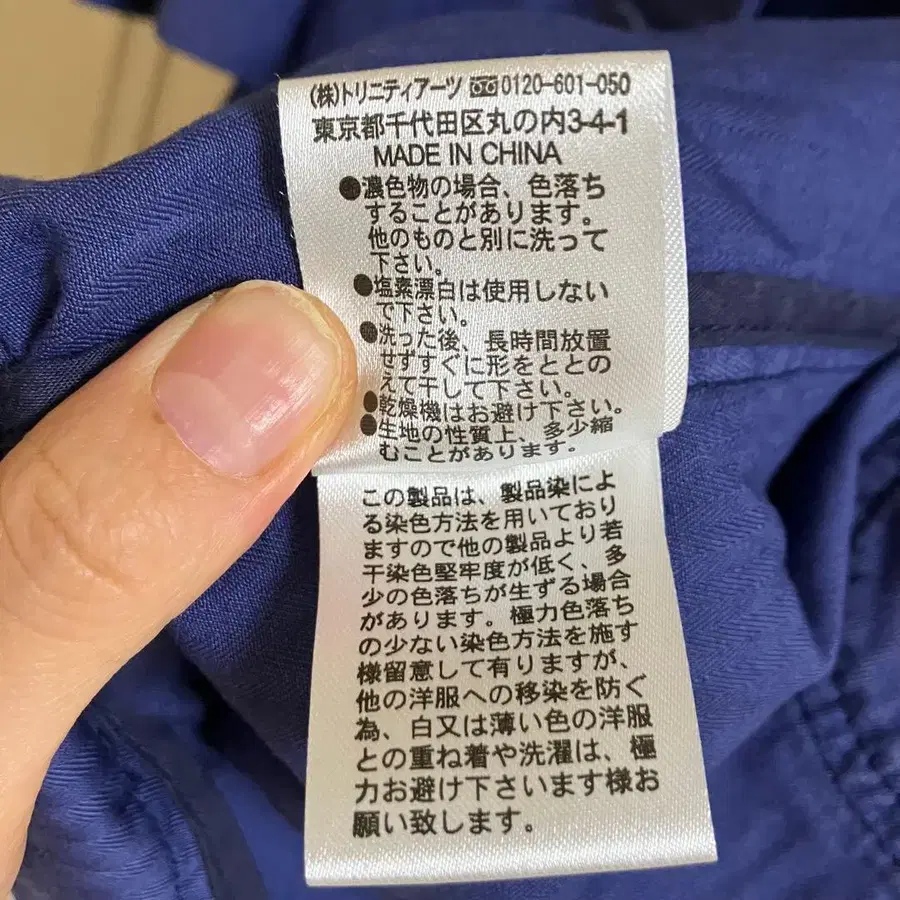 (株)トリニティアーツ 0120-601-050
東京都千代田区丸の内3-4-1
MADE IN CHINA
●濃色物の場合、色落ち
することがあります。
他のものと別に洗って
下さい。
●塩素漂白は使用しない
で下さい。
●洗った後、長時間放置
せずすぐに形をととの
えて干して下さい。
●乾燥機はお避け下さい。
●生地の性質上、多少縮
むことがあります。
この製品は、製品染によ
る染色方法を用いており
ますので他の製品より若
干染色堅牢度が低く、多
少の色落ちが生ずる場合
があります。極力色落ち
の少ない染色方法を施す
様留意して有りますが、
他の洋服への移染を防ぐ
為、白又は薄い色の洋服
との重ね着や洗濯は、極
力お避け下さいます様お
願い致します。